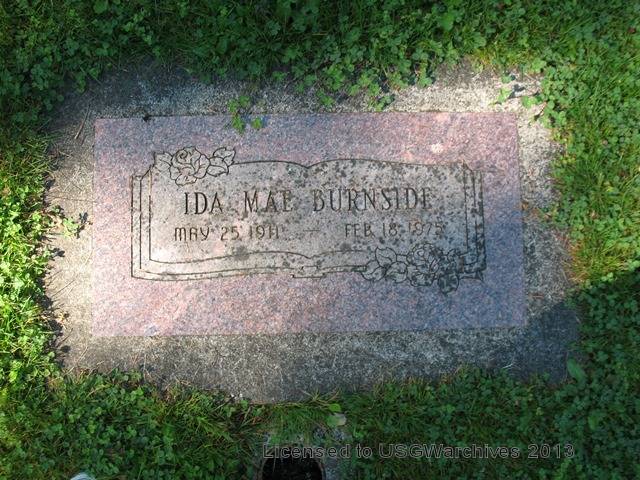 IDA MAE BURNSIDE
MAY 25 1911 — FEB 18 1975
Licensed to USGWarchives 2013